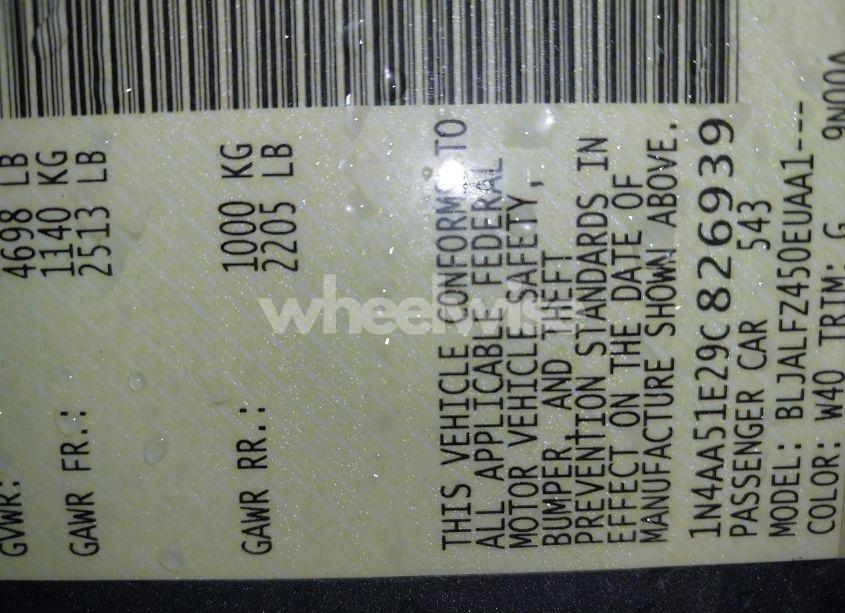 GVWR:
4698 LB
GAWR FR.: 1140 KG
2513 LB
GAWR RR.: 1000 KG
2205 LB
THIS VEHICLE CONFORMS TO
ALL APPLICABLE FEDERAL
MOTOR VEHICLE SAFETY,
BUMPER, AND THEFT
PREVENTION STANDARDS IN
EFFECT ON THE DATE OF
MANUFACTURE SHOWN ABOVE.
1N4AA51E29C826939
PASSENGER CAR 543
MODEL: BLJALFZ450EUAA1---
COLOR: W40 TRIM: G 9N00A
wheelwise